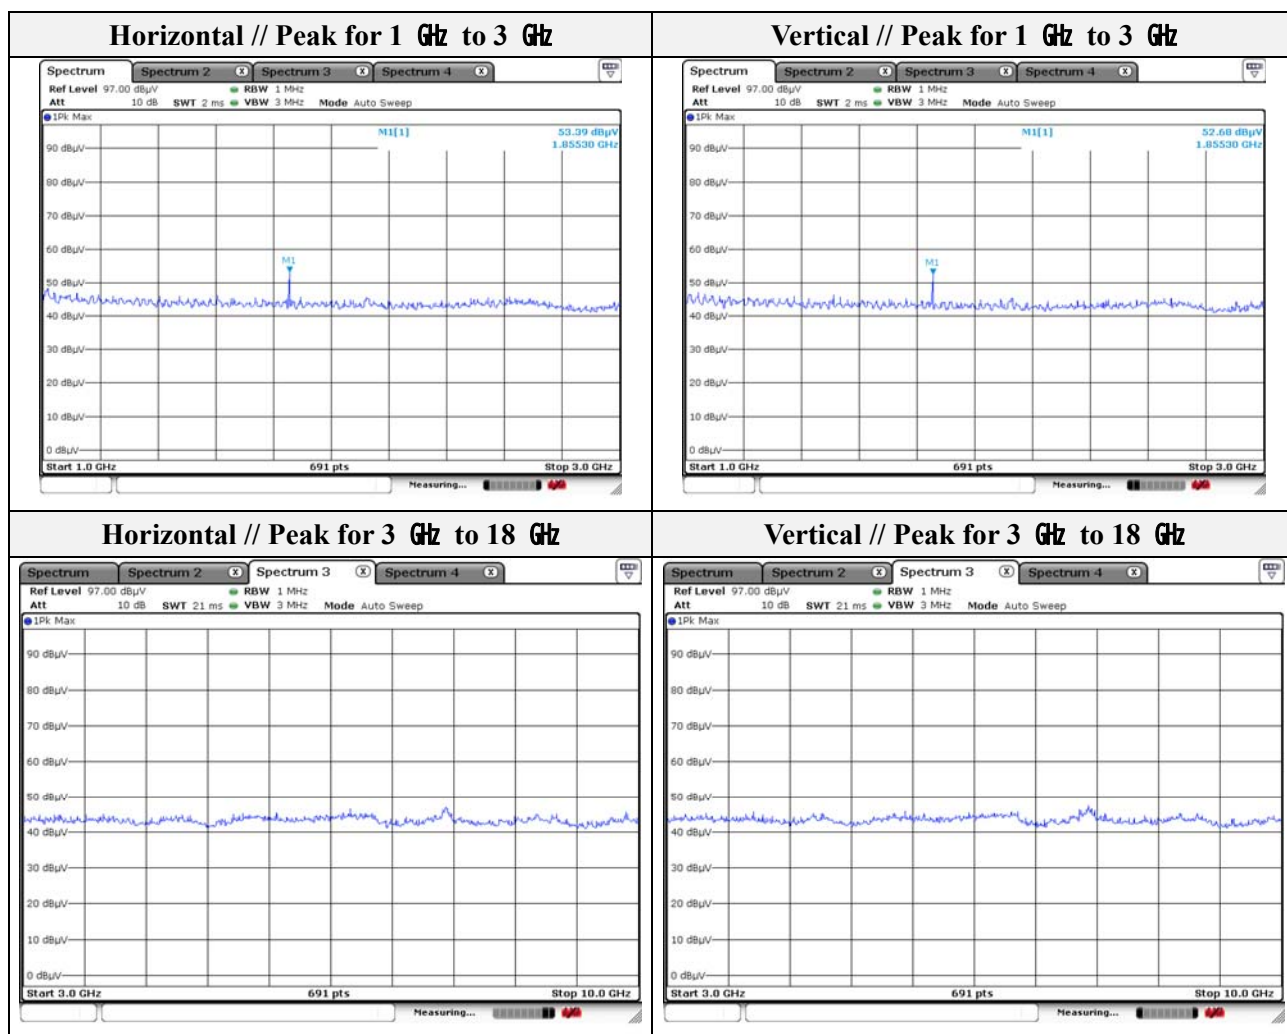 Horizontal // Peak for 1 GHz to 3 GHz
Spectrum Spectrum 2 X Spectrum 3 X Spectrum 4 X
Ref Level 97.00 dBµV RBW 1 MHz
Att 10 dB SWT 2 ms VBW 3 MHz Mode Auto Sweep
1Pk Max
M1[1] 53.39 dBµV
1.85530 GHz
90 dBµV
80 dBµV
70 dBµV
60 dBµV
M1
50 dBµV
40 dBµV
30 dBµV
20 dBµV
10 dBµV
0 dBµV
Start 1.0 GHz 691 pts Stop 3.0 GHz
Measuring...
Vertical // Peak for 1 GHz to 3 GHz
Spectrum Spectrum 2 X Spectrum 3 X Spectrum 4 X
Ref Level 97.00 dBµV RBW 1 MHz
Att 10 dB SWT 2 ms VBW 3 MHz Mode Auto Sweep
1Pk Max
M1[1] 52.68 dBµV
1.85530 GHz
90 dBµV
80 dBµV
70 dBµV
60 dBµV
M1
50 dBµV
40 dBµV
30 dBµV
20 dBµV
10 dBµV
0 dBµV
Start 1.0 GHz 691 pts Stop 3.0 GHz
Measuring...
Horizontal // Peak for 3 GHz to 18 GHz
Spectrum Spectrum 2 X Spectrum 3 X Spectrum 4 X
Ref Level 97.00 dBµV RBW 1 MHz
Att 10 dB SWT 21 ms VBW 3 MHz Mode Auto Sweep
1Pk Max
90 dBµV
80 dBµV
70 dBµV
60 dBµV
50 dBµV
40 dBµV
30 dBµV
20 dBµV
10 dBµV
0 dBµV
Start 3.0 GHz 691 pts Stop 10.0 GHz
Measuring...
Vertical // Peak for 3 GHz to 18 GHz
Spectrum Spectrum 2 X Spectrum 3 X Spectrum 4 X
Ref Level 97.00 dBµV RBW 1 MHz
Att 10 dB SWT 21 ms VBW 3 MHz Mode Auto Sweep
1Pk Max
90 dBµV
80 dBµV
70 dBµV
60 dBµV
50 dBµV
40 dBµV
30 dBµV
20 dBµV
10 dBµV
0 dBµV
Start 3.0 GHz 691 pts Stop 10.0 GHz
Measuring...